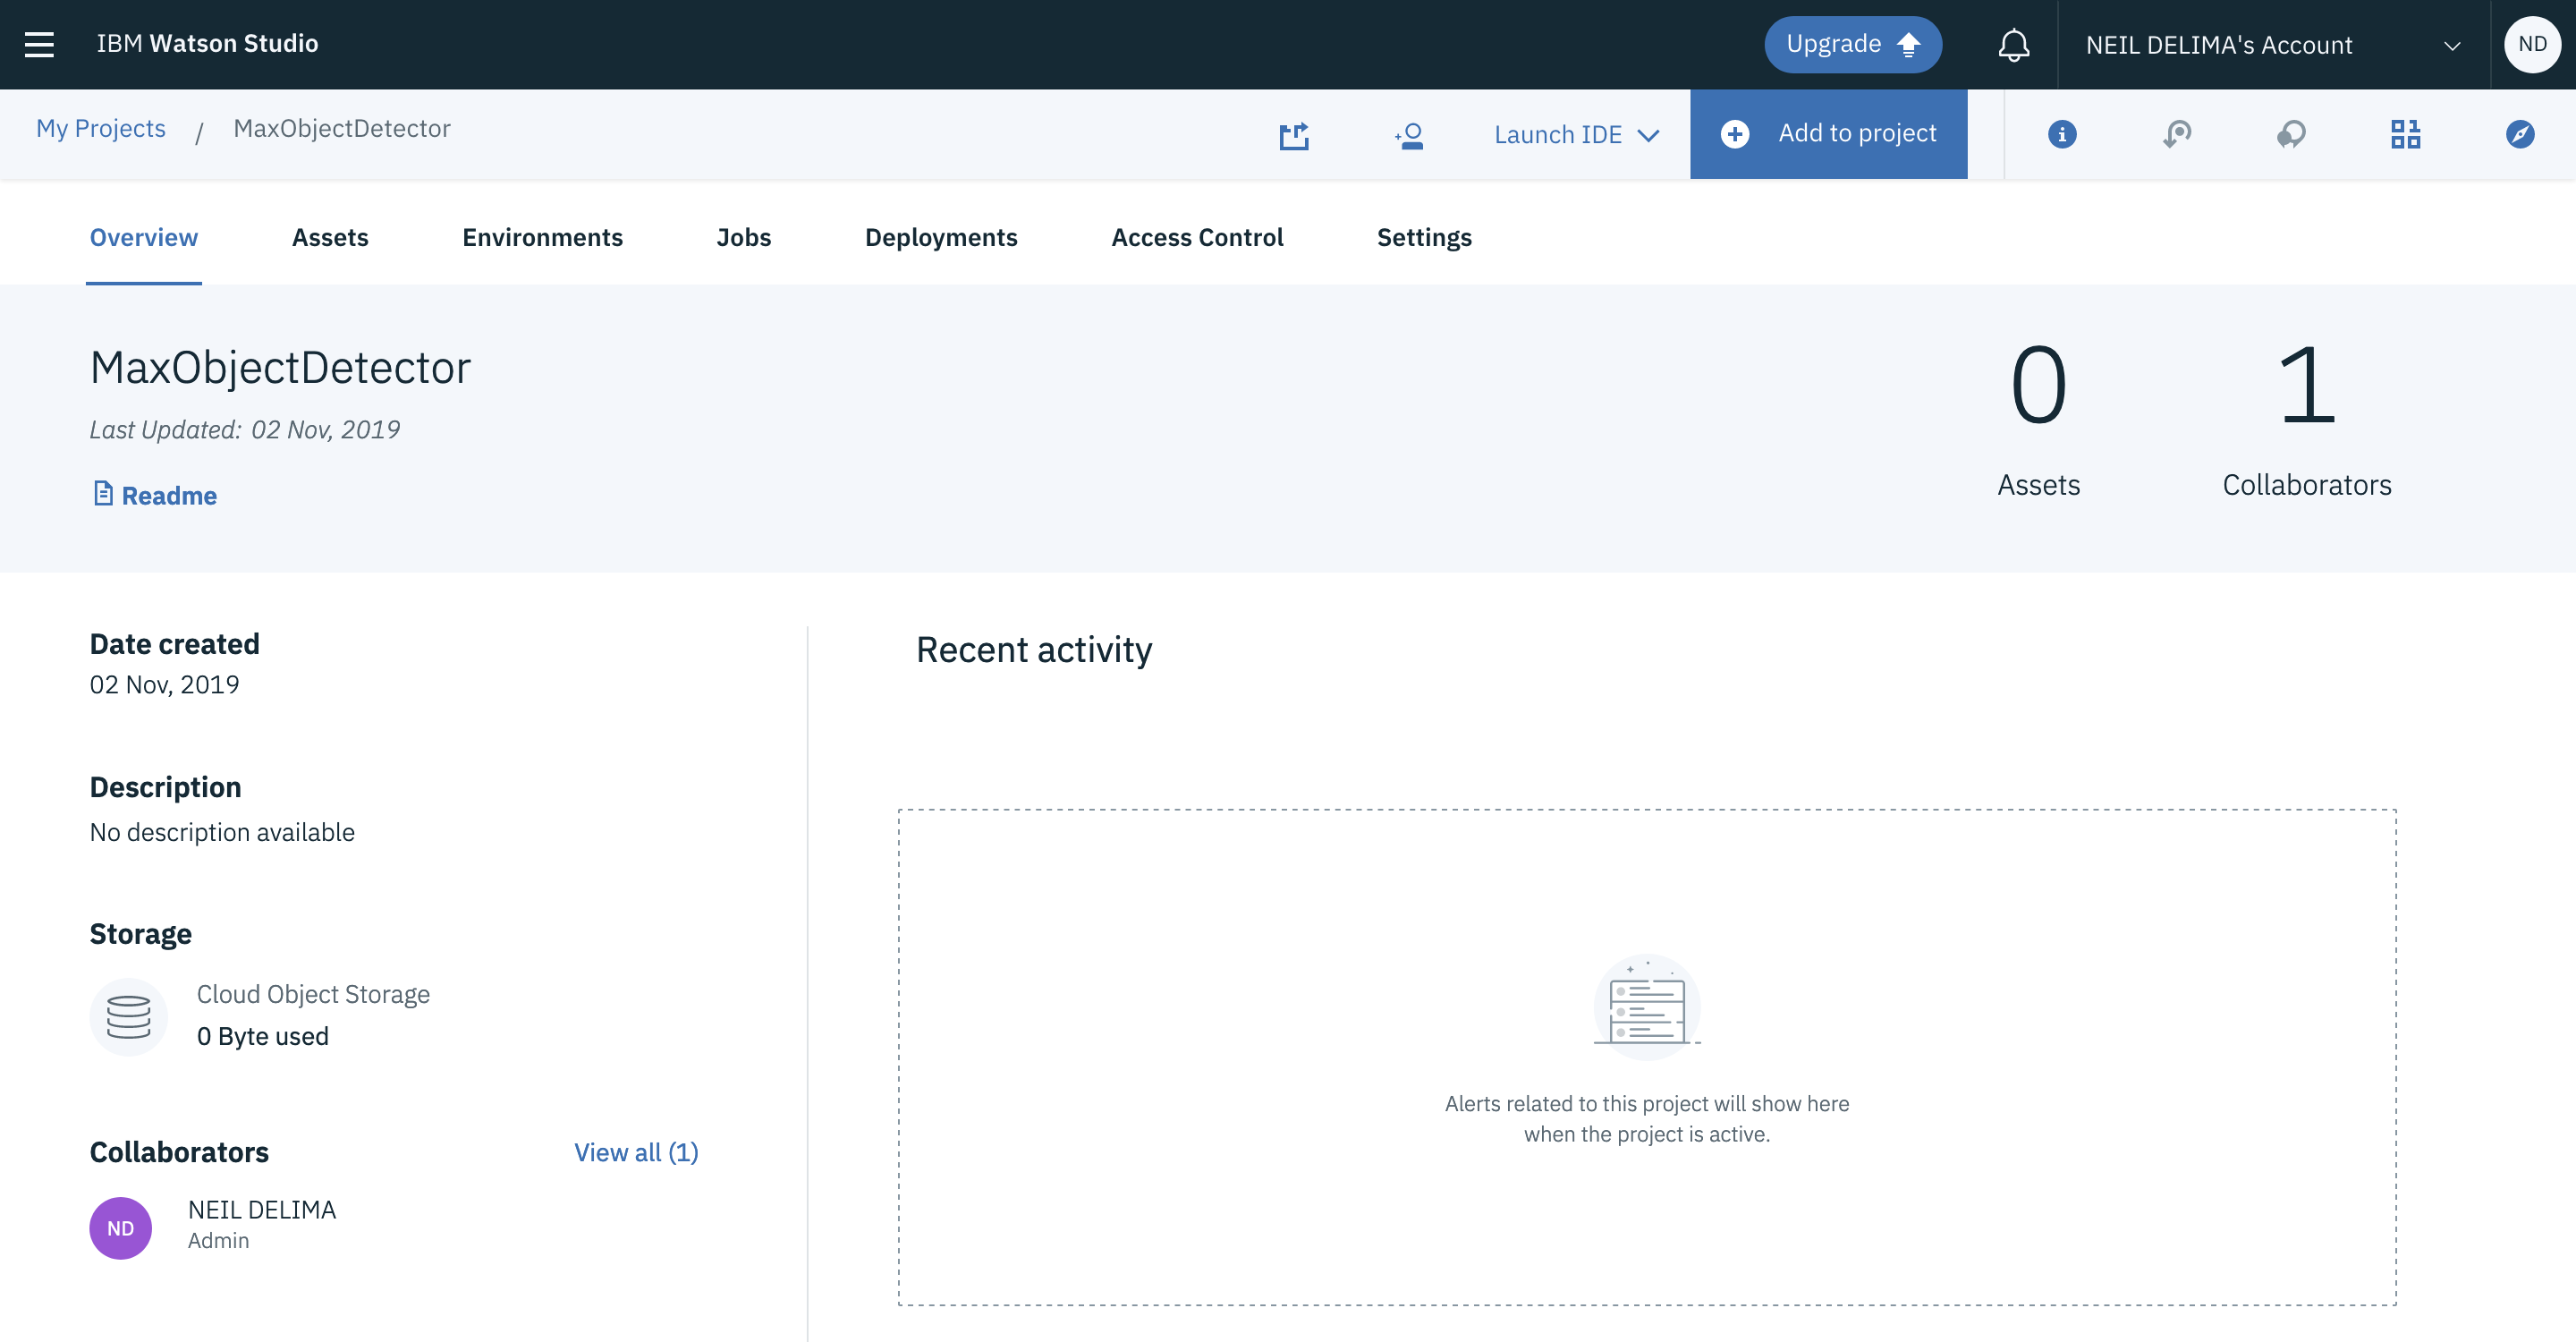 IBM Watson Studio
Upgrade
NEIL DELIMA's Account
ND
My Projects / MaxObjectDetector
Launch IDE
Add to project
Overview
Assets
Environments
Jobs
Deployments
Access Control
Settings
MaxObjectDetector
Last Updated: 02 Nov, 2019
Readme
0
Assets
1
Collaborators
Date created
02 Nov, 2019
Description
No description available
Storage
Cloud Object Storage
0 Byte used
Collaborators
View all (1)
ND
NEIL DELIMA
Admin
Recent activity
Alerts related to this project will show here
when the project is active.